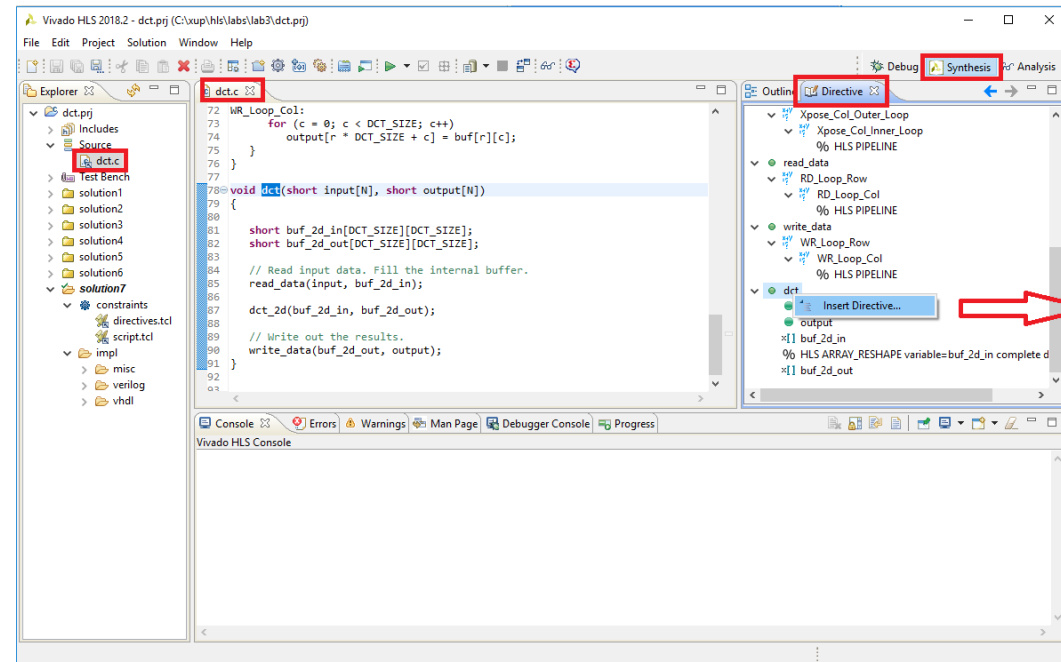 Vivado HLS 2018.2 - dct.prj (C:\xup\hls\labs\lab3\dct.prj)
File Edit Project Solution Window Help
Debug Synthesis Analysis
Explorer
dct.prj
Includes
Source
dct.c
Test Bench
solution1
solution2
solution3
solution4
solution5
solution6
solution7
constraints
directives.tcl
script.tcl
impl
misc
verilog
vhdl
dct.c
72 WR_Loop_Col:
73 for (c = 0; c < DCT_SIZE; c++)
74 output[r * DCT_SIZE + c] = buf[r][c];
75 }
76 }
77
78 void dct(short input[N], short output[N])
79 {
80
81 short buf_2d_in[DCT_SIZE][DCT_SIZE];
82 short buf_2d_out[DCT_SIZE][DCT_SIZE];
83
84 // Read input data. Fill the internal buffer.
85 read_data(input, buf_2d_in);
86
87 dct_2d(buf_2d_in, buf_2d_out);
88
89 // Write out the results.
90 write_data(buf_2d_out, output);
91 }
92
93
Outline Directive
Xpose_Col_Outer_Loop
Xpose_Col_Inner_Loop
% HLS PIPELINE
read_data
RD_Loop_Row
RD_Loop_Col
% HLS PIPELINE
write_data
WR_Loop_Row
WR_Loop_Col
% HLS PIPELINE
dct
Insert Directive...
output
×[] buf_2d_in
% HLS ARRAY_RESHAPE variable=buf_2d_in complete d
×[] buf_2d_out
Console Errors Warnings Man Page Debugger Console Progress
Vivado HLS Console